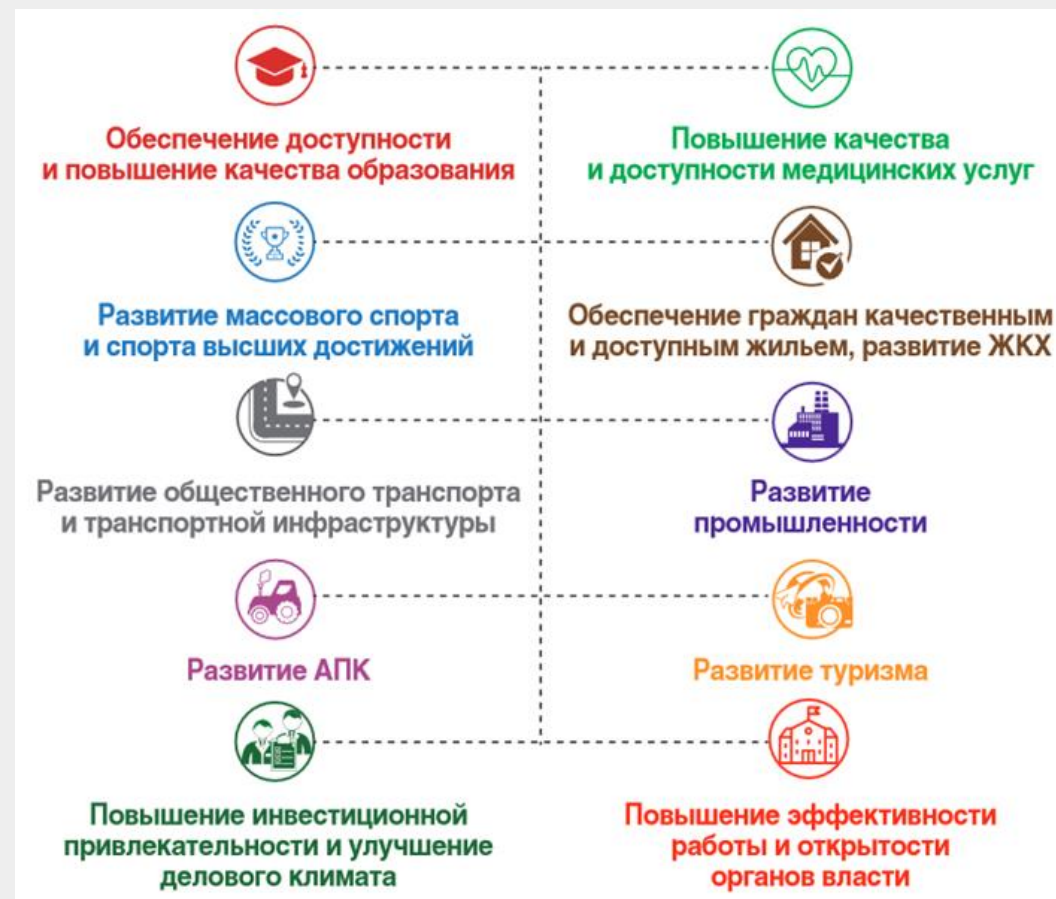 Обеспечение доступности
и повышение качества образования
Повышение качества
и доступности медицинских услуг
Развитие массового спорта
и спорта высших достижений
Обеспечение граждан качественным
и доступным жильем, развитие ЖКХ
Развитие общественного транспорта
и транспортной инфраструктуры
Развитие
промышленности
Развитие АПК
Развитие туризма
Повышение инвестиционной
привлекательности и улучшение
делового климата
Повышение эффективности
работы и открытости
органов власти